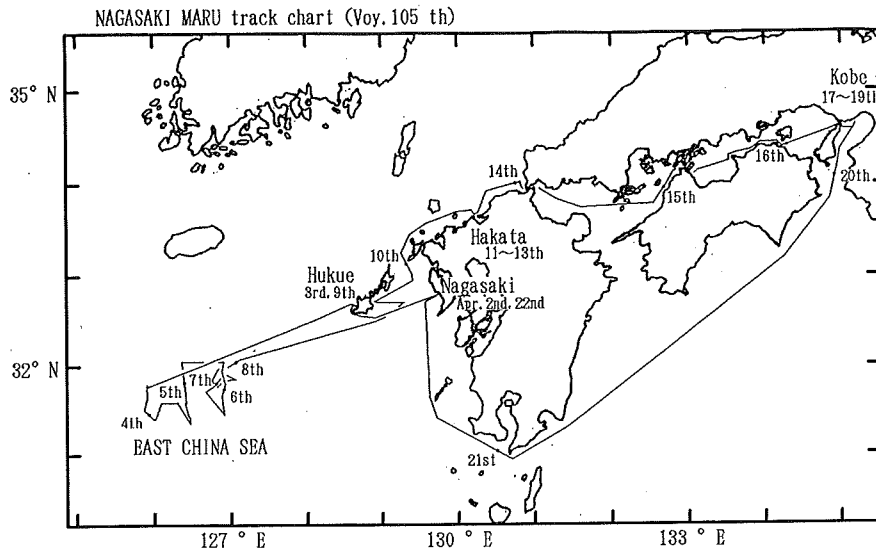 NAGASAKI MARU track chart (Voy.105 th)
35° N
Kobe
17～19th
14th
16th
15th
20th
Hakata
11～13th
10th
Hukue
3rd, 9th
Nagasaki
Apr. 2nd, 22nd
32° N
8th
7th
5th
6th
4th
EAST CHINA SEA
21st
127° E
130° E
133° E